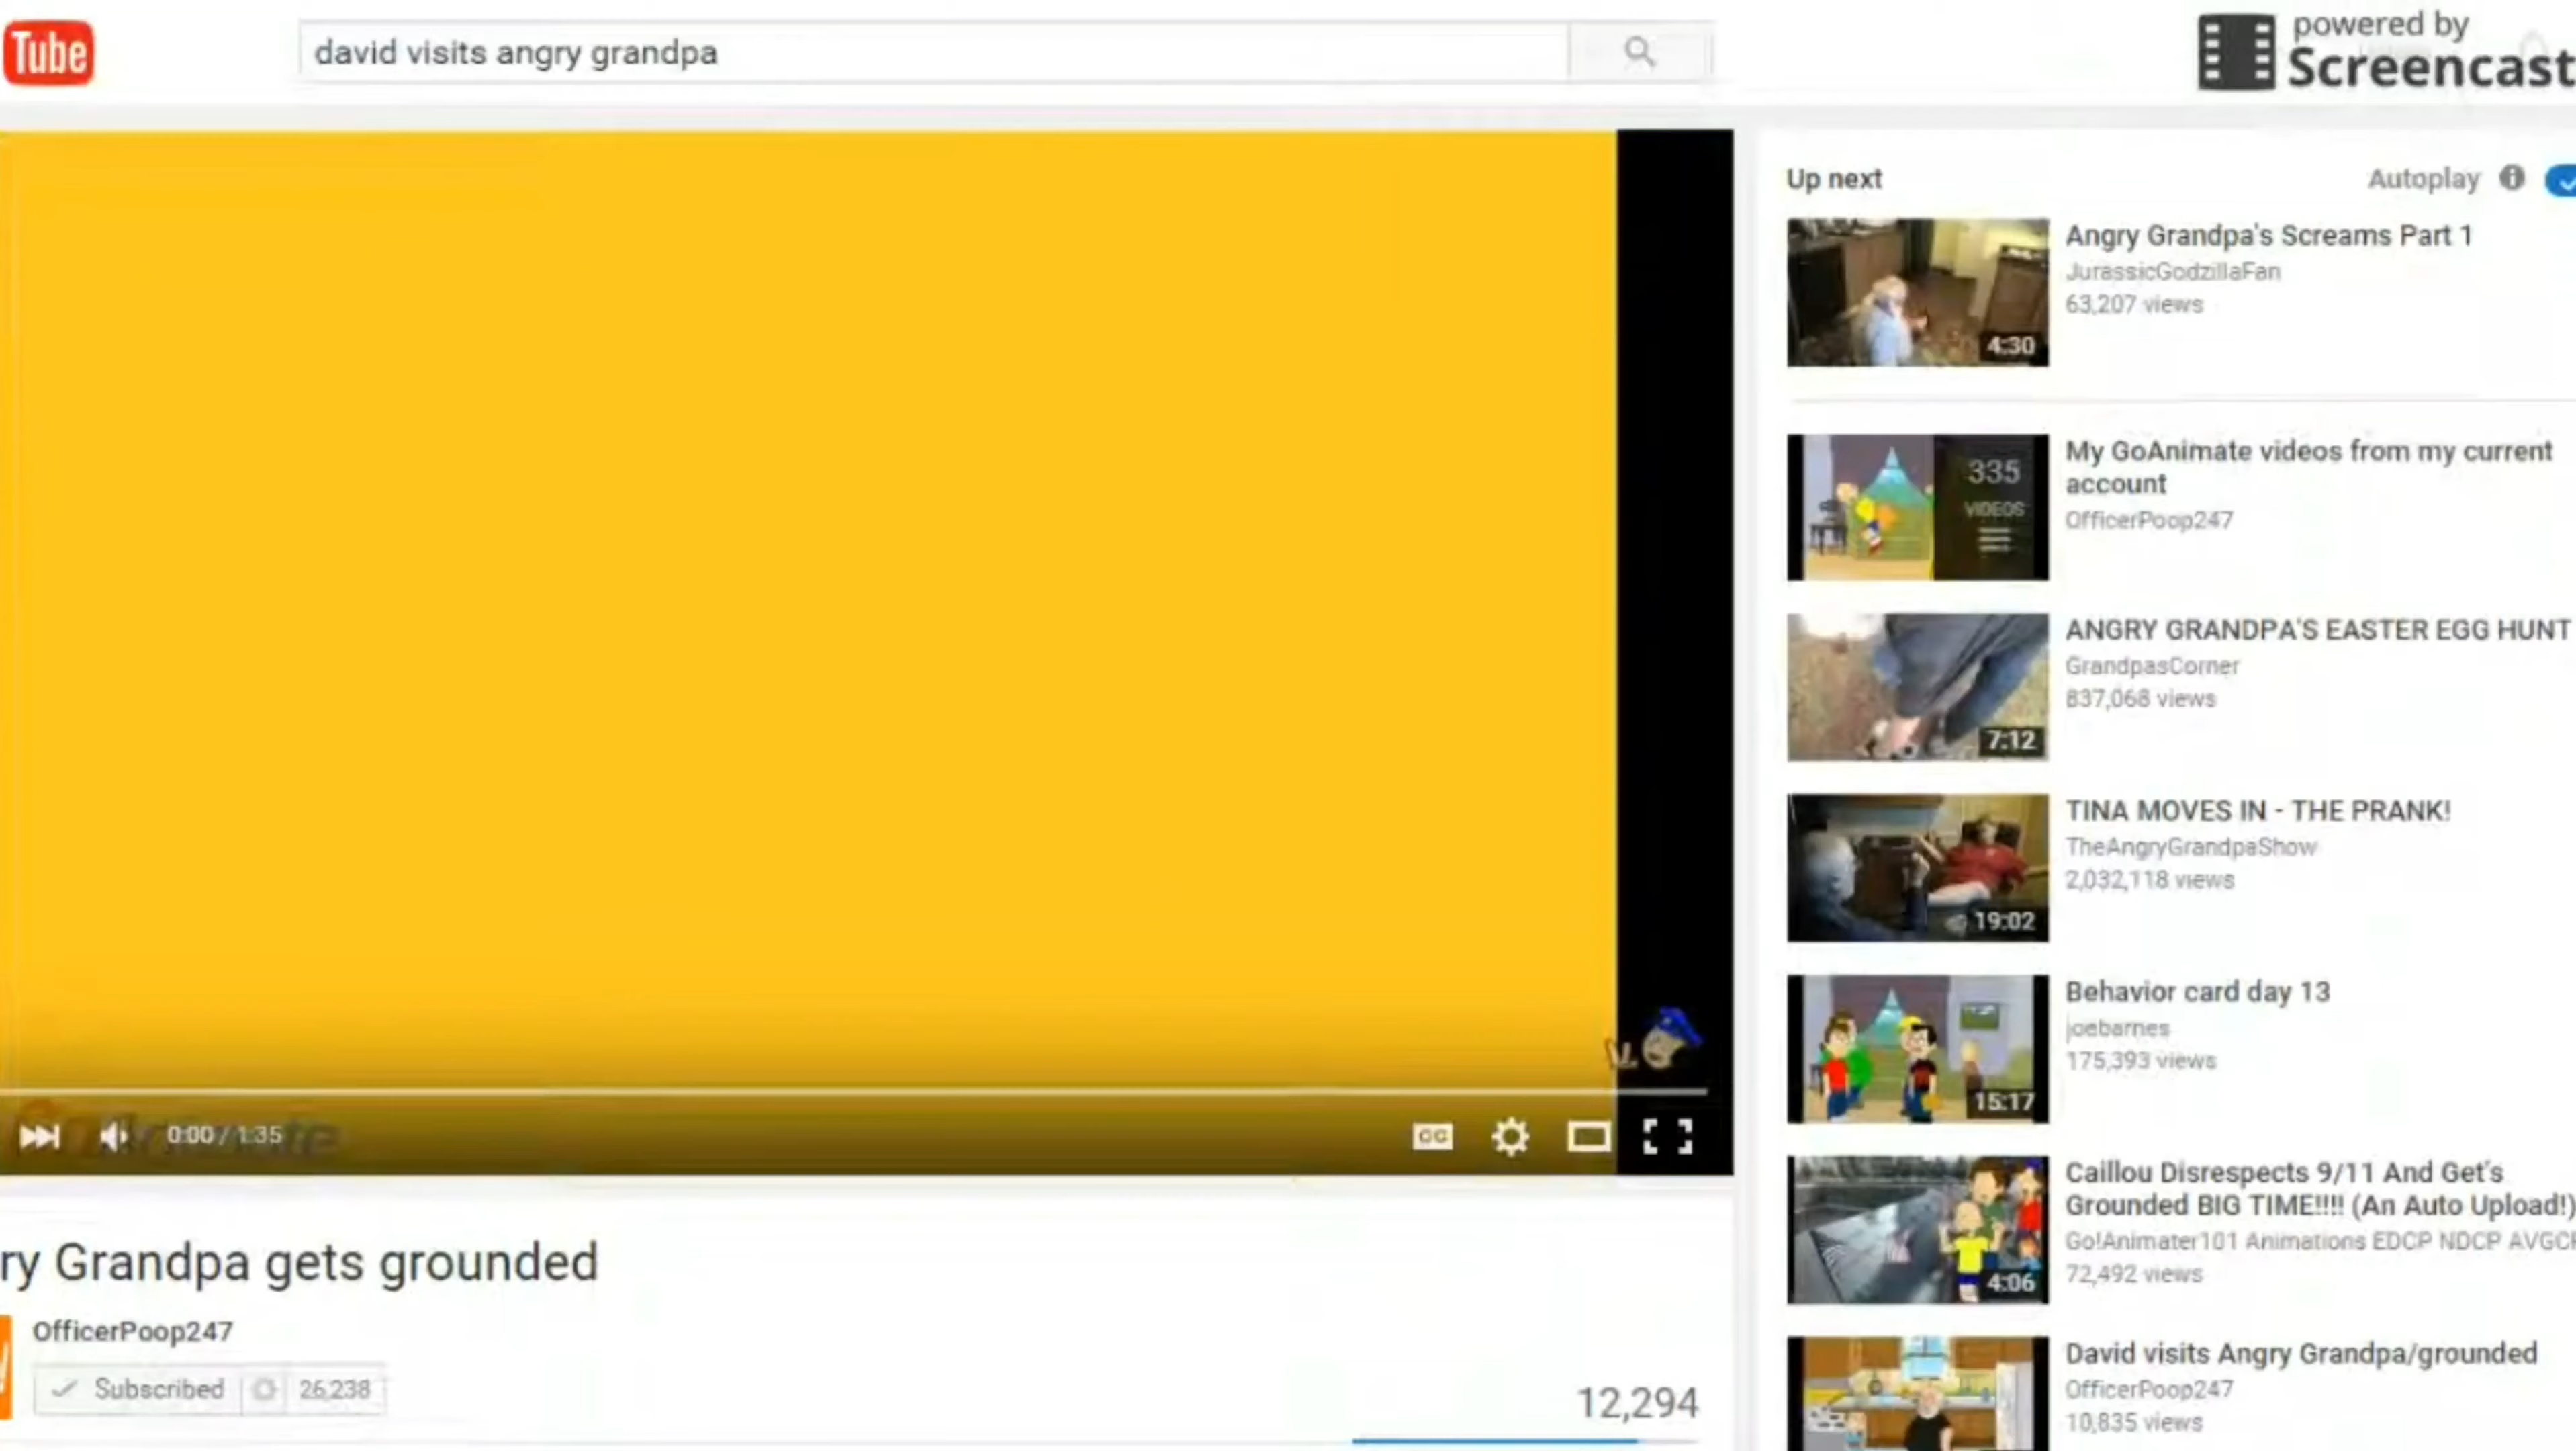 Tube
david visits angry grandpa
powered by
Screencast
Up next
Autoplay
Angry Grandpa's Screams Part 1
JurassicGodzillaFan
63,207 views
4:30
My GoAnimate videos from my current
account
OfficerPoop247
335
VIDEOS
ANGRY GRANDPA'S EASTER EGG HUNT
GrandpasCorner
837,068 views
7:12
TINA MOVES IN - THE PRANK!
TheAngryGrandpaShow
2,032,118 views
19:02
Behavior card day 13
joebarnes
175,393 views
15:17
Caillou Disrespects 9/11 And Get's
Grounded BIG TIME!!!! (An Auto Upload!)
Go!Animater101 Animations EDCP NDCP
72,492 views
4:06
David visits Angry Grandpa/grounded
OfficerPoop247
10,835 views
0:00 / 1:35
CC
ry Grandpa gets grounded
OfficerPoop247
Subscribed 26,238
12,294